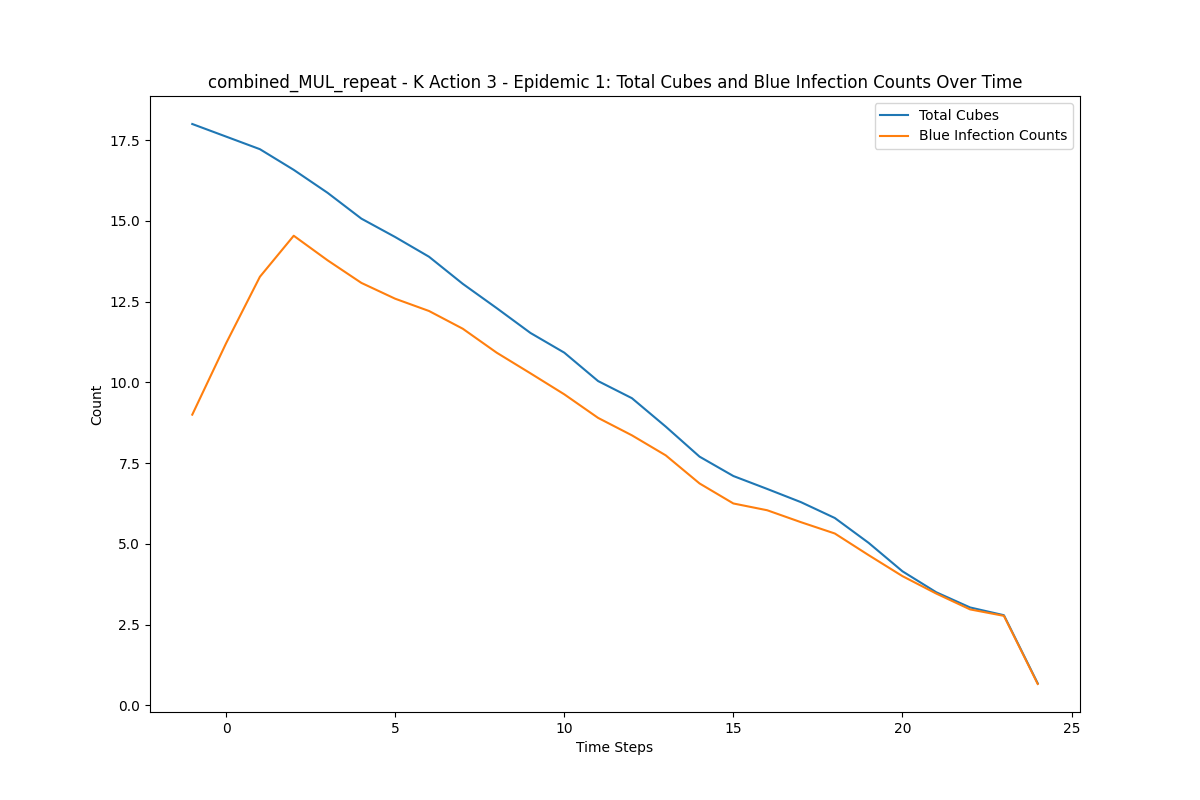 combined_MUL_repeat - K Action 3 - Epidemic 1: Total Cubes and Blue Infection Counts Over Time
Total Cubes
Blue Infection Counts
17.5
15.0
12.5
10.0
7.5
5.0
2.5
0.0
Count
0 5 10 15 20 25
Time Steps